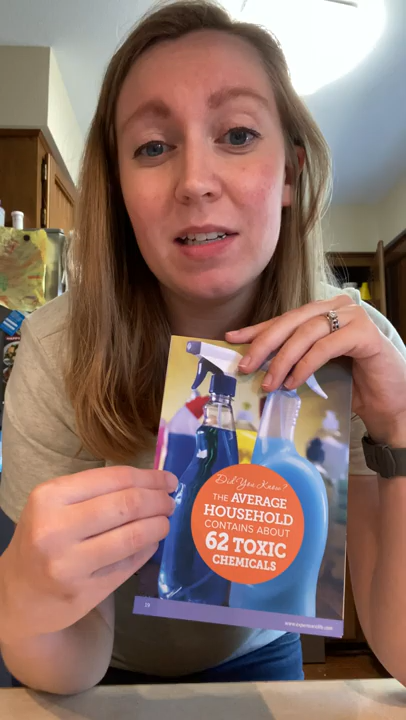 Did You Know?
THE AVERAGE
HOUSEHOLD
CONTAINS ABOUT
62 TOXIC
CHEMICALS